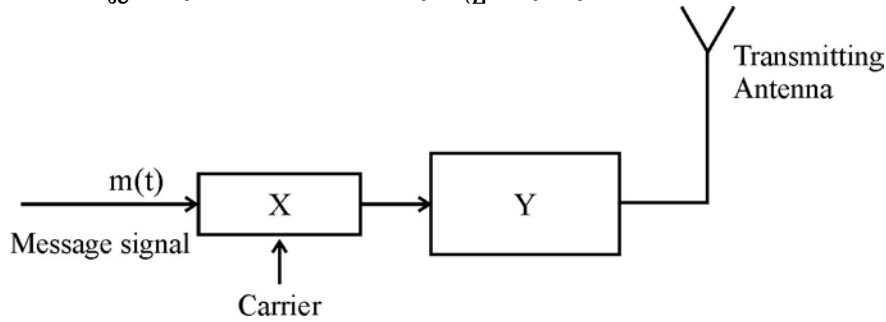 Transmitting
Antenna
m(t)
X
Y
Message signal
Carrier